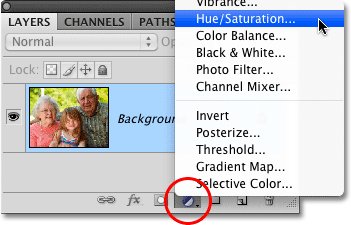 LAYERS CHANNELS PATHS
Normal
Lock:
Background
Vibrance...
Hue/Saturation...
Color Balance...
Black & White...
Photo Filter...
Channel Mixer...
Invert
Posterize...
Threshold...
Gradient Map...
Selective Color...
fx